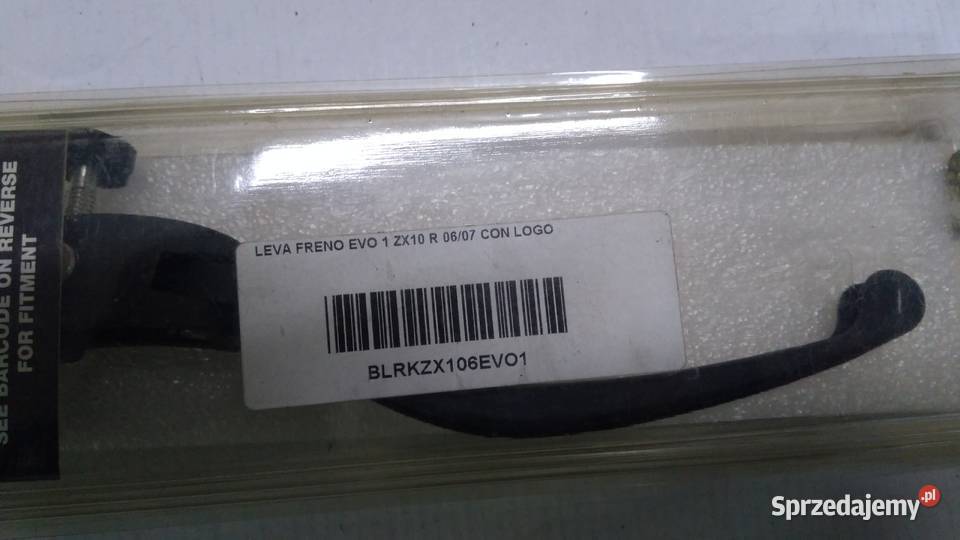 SEE BARCODE ON REVERSE
FOR FITMENT
LEVA FRENO EVO 1 ZX10 R 06/07 CON LOGO
BLRKZX106EVO1
Sprzedajemy.pl